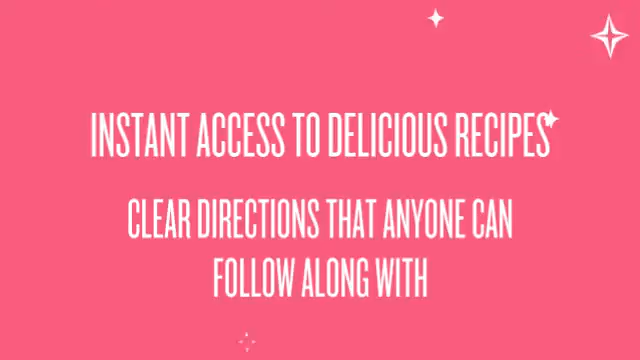 INSTANT ACCESS TO DELICIOUS RECIPES
CLEAR DIRECTIONS THAT ANYONE CAN
FOLLOW ALONG WITH